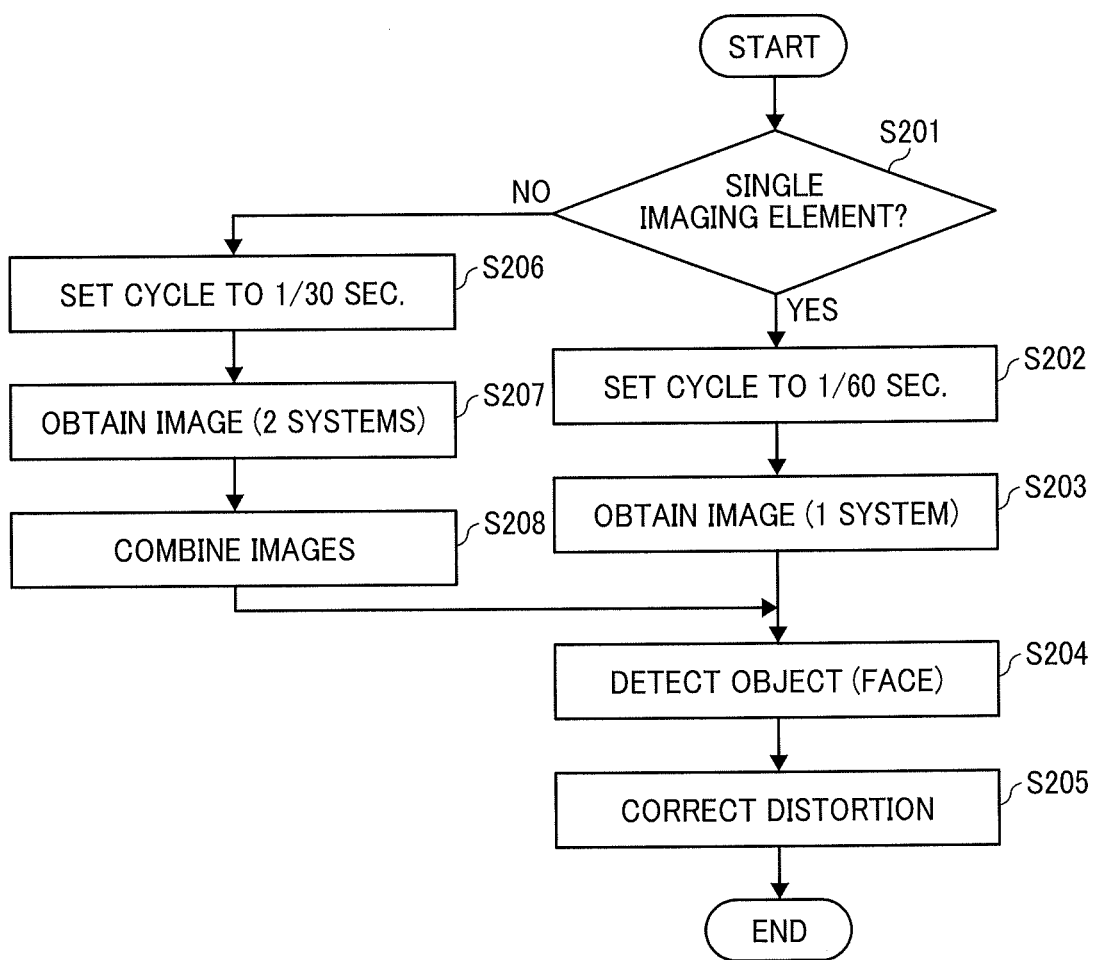 START
S201
SINGLE
IMAGING ELEMENT?
NO
YES
S206
SET CYCLE TO 1/30 SEC.
S207
OBTAIN IMAGE (2 SYSTEMS)
S208
COMBINE IMAGES
S202
SET CYCLE TO 1/60 SEC.
S203
OBTAIN IMAGE (1 SYSTEM)
S204
DETECT OBJECT (FACE)
S205
CORRECT DISTORTION
END